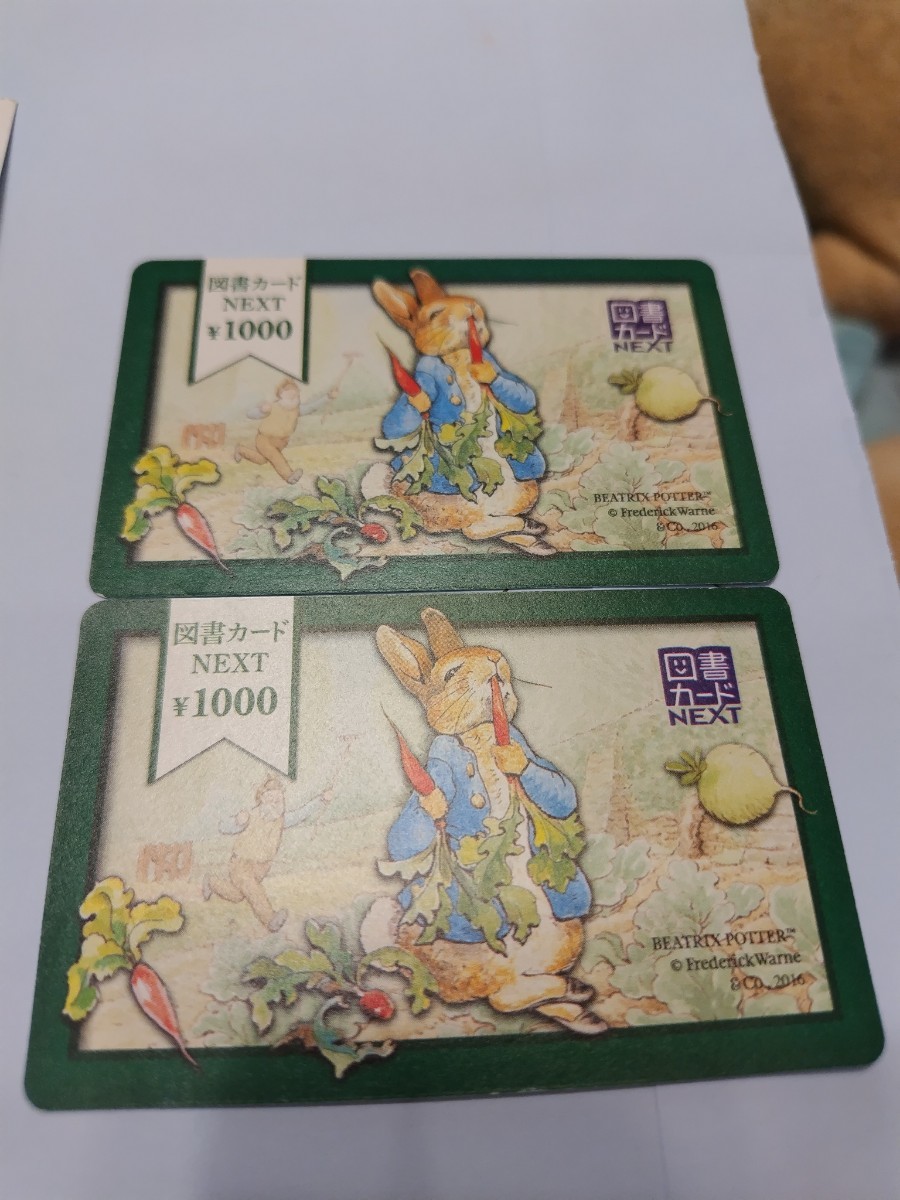 図書カード
NEXT
¥1000
図書
カード
NEXT
BEATRIX POTTER™
© Frederick Warne
& Co., 2016
図書カード
NEXT
¥1000
図書
カード
NEXT
BEATRIX POTTER™
© Frederick Warne
& Co., 2016